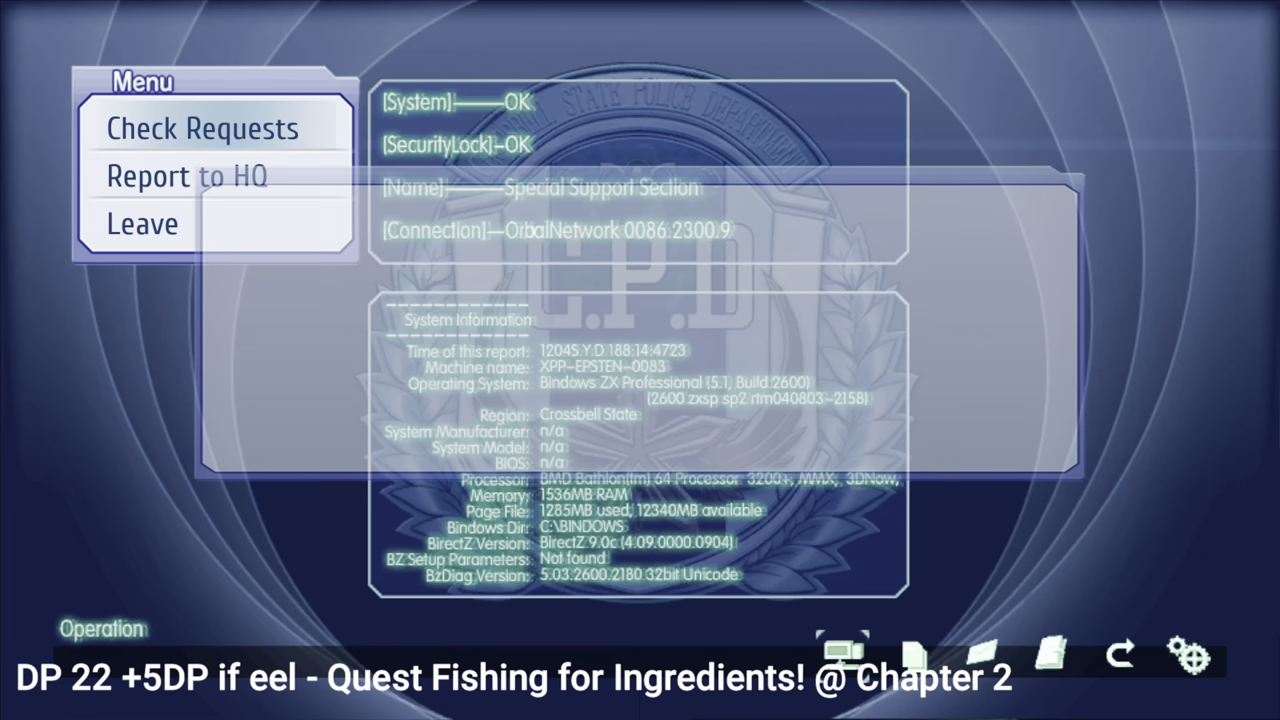 Menu
Check Requests
Report to HQ
Leave
[System]———OK
[SecurityLock]—OK
[Name]———Special Support Section
[Connection]—OrbalNetwork 0086.2300.9
STATE POLICE DEPARTMENT
C.P.D
System Information
Time of this report: 1204S.Y.D 188:14:4723
Machine name: XPP-EPSTEN-0083
Operating System: Bindows ZX Professional (5.1, Build 2600)
(2600 zxsp sp2 rtm040803-2158)
Region: Crossbell State
System Manufacturer: n/a
System Model: n/a
BIOS: n/a
Processor: BMD Bathlon(tm) 64 Processor 3200+, MMX, 3DNow,
Memory: 1536MB RAM
Page File: 1285MB used, 12340MB available
Bindows Dir: C:\BINDOWS
BirectZ Version: BirectZ 9.0c (4.09.0000.0904)
BZ Setup Parameters: Not found
BzDiag Version: 5.03.2600.2180 32bit Unicode
Operation
DP 22 +5DP if eel - Quest Fishing for Ingredients! @ Chapter 2